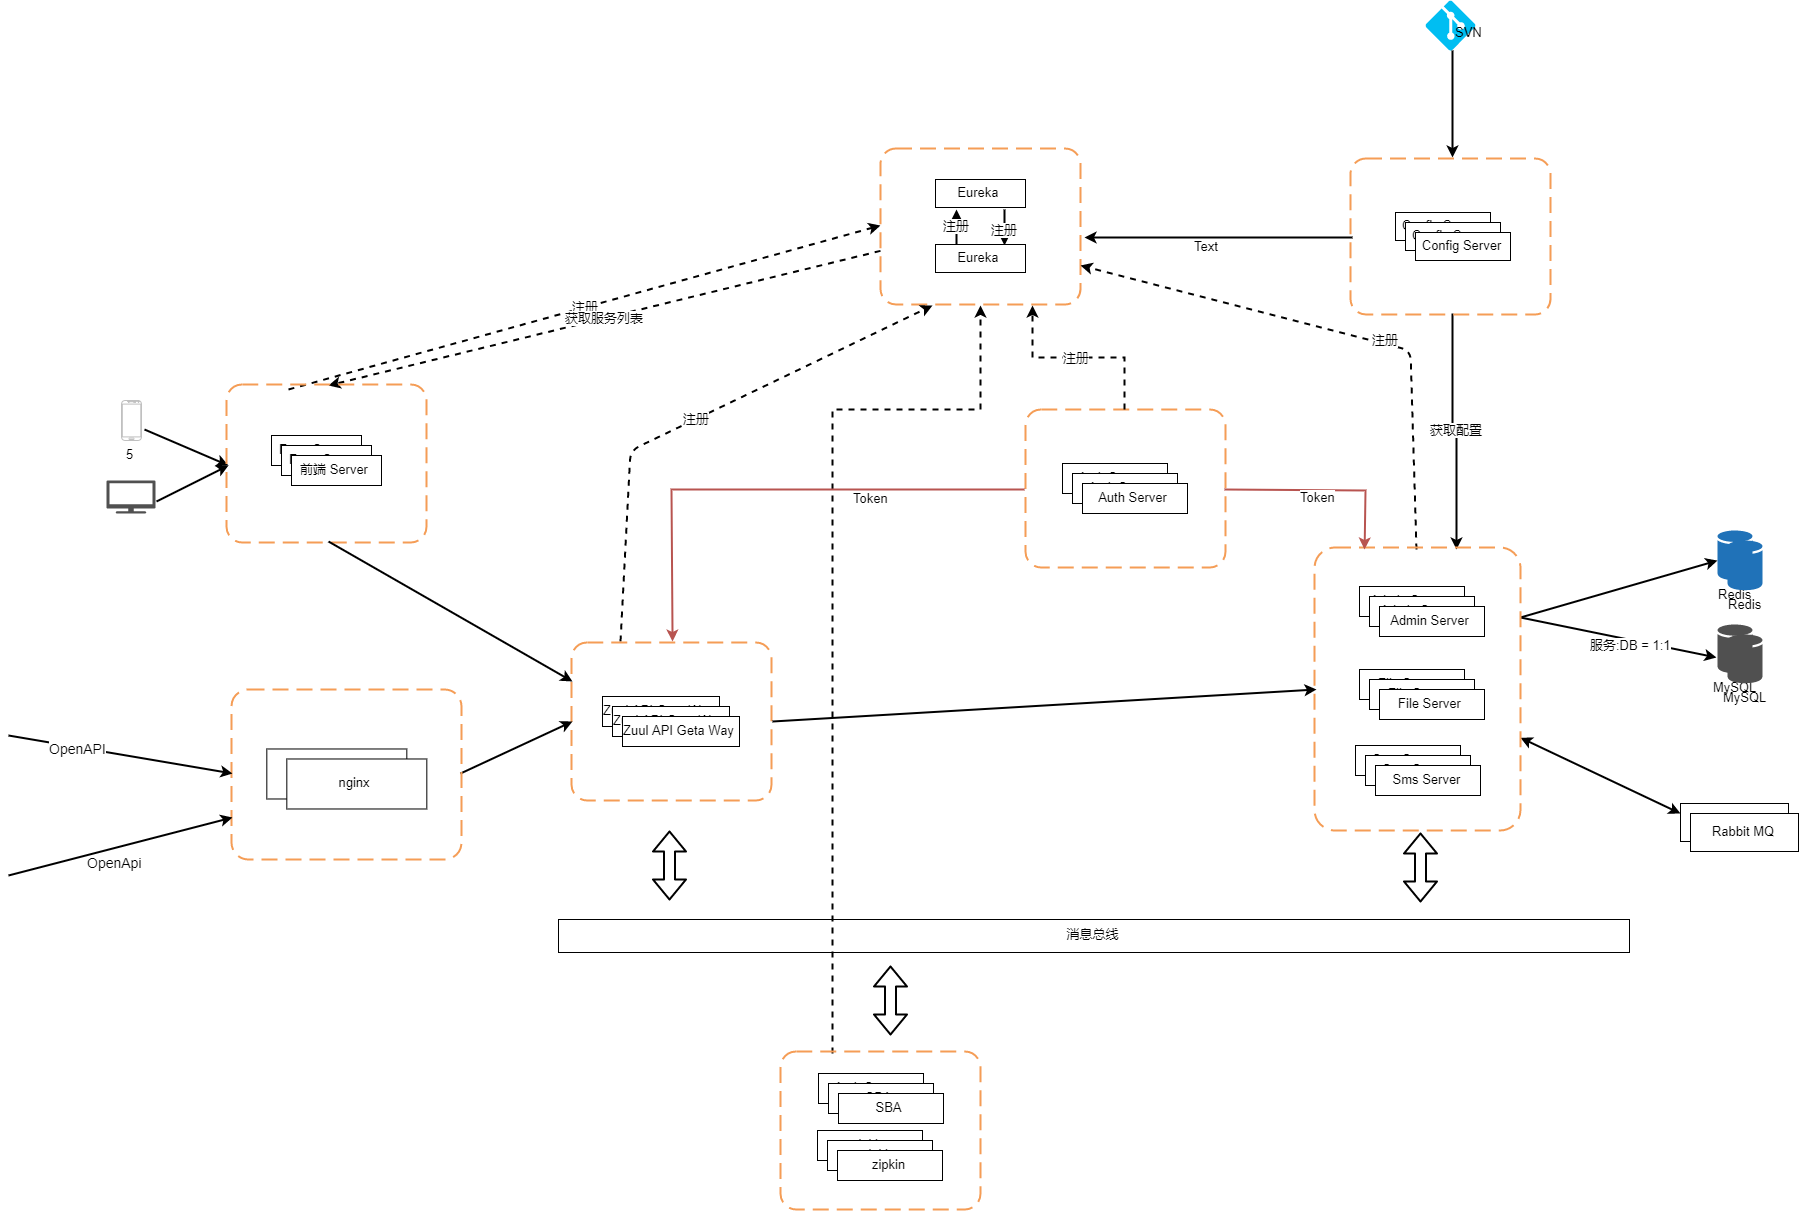 SVN
Eureka
注册
注册
Eureka
Config Server
Text
注册
获取服务列表
注册
注册
注册
获取配置
5
前端 Server
Token
Auth Server
Token
Redis
Redis
Admin Server
服务:DB = 1:1
MySQL
MySQL
File Server
Zuul API Geta Way
OpenAPI
nginx
Sms Server
Rabbit MQ
OpenApi
消息总线
SBA
zipkin